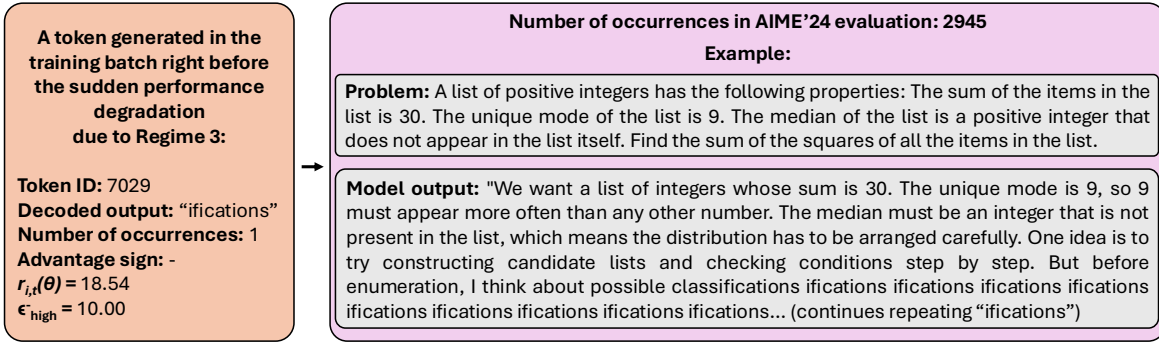 A token generated in the
training batch right before
the sudden performance
degradation
due to Regime 3:
Token ID: 7029
Decoded output: “ifications”
Number of occurrences: 1
Advantage sign: -
r_{i,t}(θ) = 18.54
ϵ^-_{high} = 10.00
Number of occurrences in AIME’24 evaluation: 2945
Example:
Problem: A list of positive integers has the following properties: The sum of the items in the
list is 30. The unique mode of the list is 9. The median of the list is a positive integer that
does not appear in the list itself. Find the sum of the squares of all the items in the list.
Model output: "We want a list of integers whose sum is 30. The unique mode is 9, so 9
must appear more often than any other number. The median must be an integer that is not
present in the list, which means the distribution has to be arranged carefully. One idea is to
try constructing candidate lists and checking conditions step by step. But before
enumeration, I think about possible classifications ifications ifications ifications ifications
ifications ifications ifications ifications ifications... (continues repeating “ifications”)